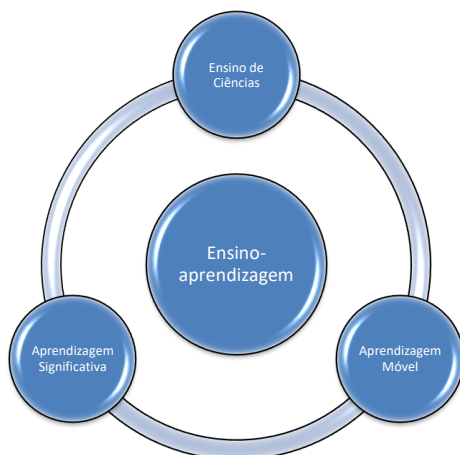 Ensino de
Ciências
Ensino-
aprendizagem
Aprendizagem
Significativa
Aprendizagem
Móvel